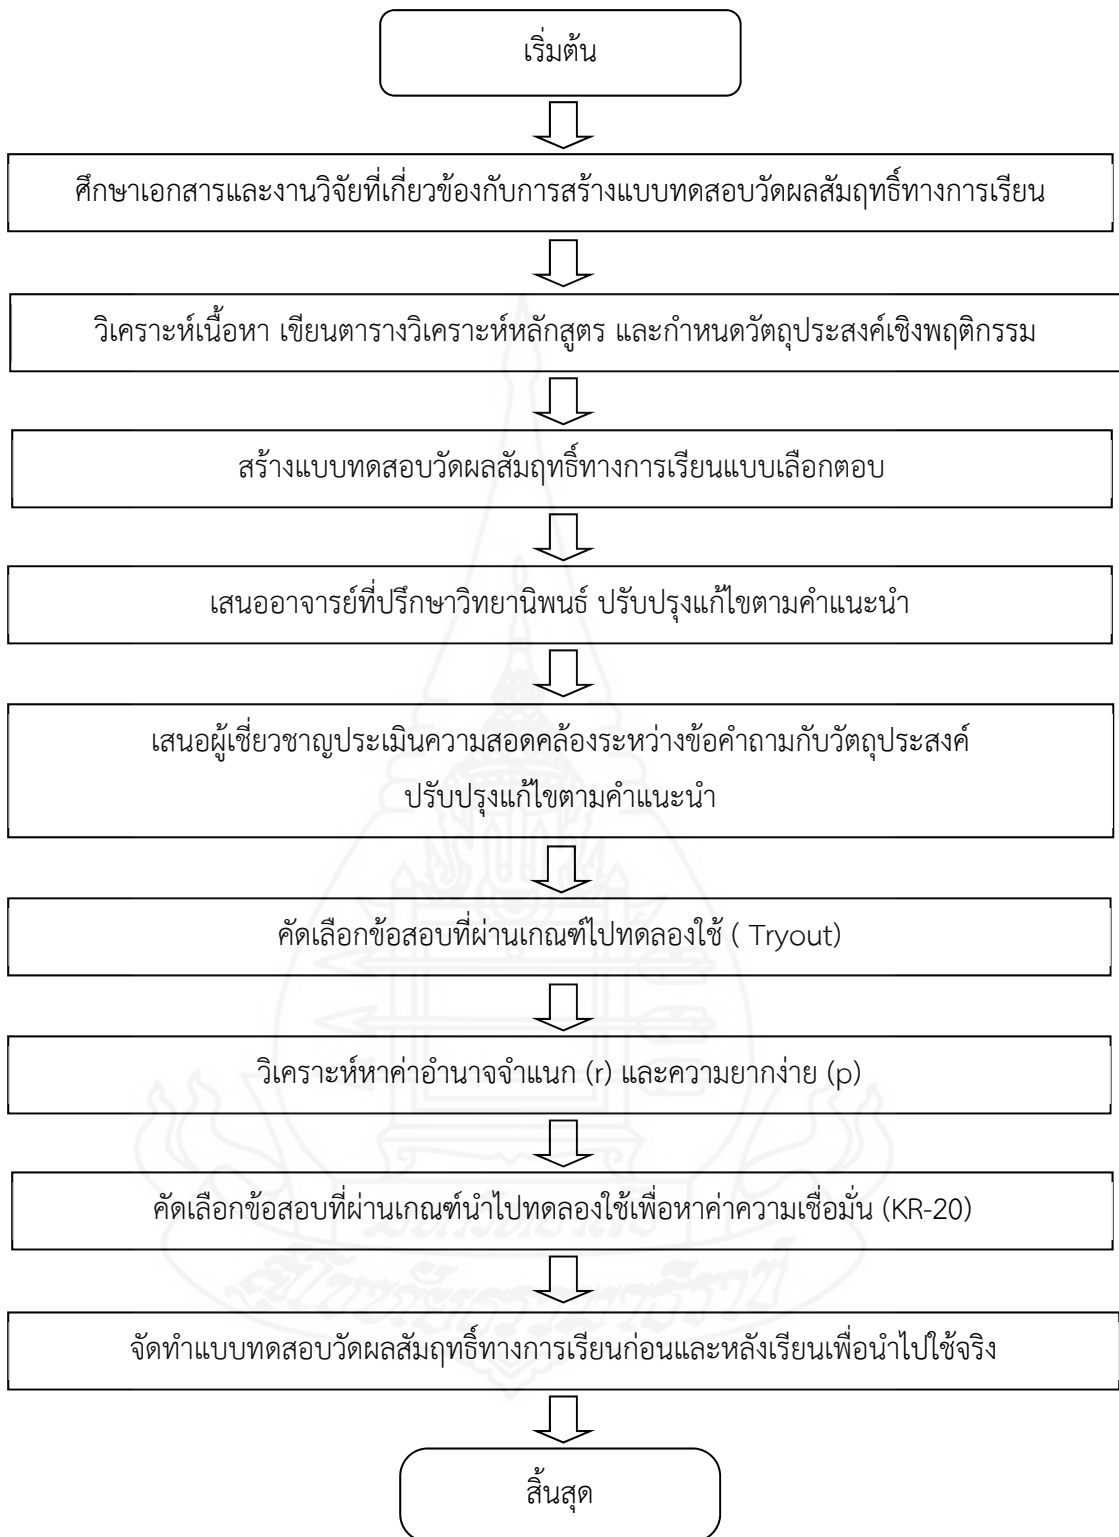 เริ่มต้น
ศึกษาเอกสารและงานวิจัยที่เกี่ยวข้องกับการสร้างแบบทดสอบวัดผลสัมฤทธิ์ทางการเรียน
วิเคราะห์เนื้อหา เขียนตารางวิเคราะห์หลักสูตร และกำหนดวัตถุประสงค์เชิงพฤติกรรม
สร้างแบบทดสอบวัดผลสัมฤทธิ์ทางการเรียนแบบเลือกตอบ
เสนออาจารย์ที่ปรึกษาวิทยานิพนธ์ ปรับปรุงแก้ไขตามคำแนะนำ
เสนอผู้เชี่ยวชาญประเมินความสอดคล้องระหว่างข้อคำถามกับวัตถุประสงค์
ปรับปรุงแก้ไขตามคำแนะนำ
คัดเลือกข้อสอบที่ผ่านเกณฑ์ไปทดลองใช้ ( Tryout)
วิเคราะห์หาค่าอำนาจจำแนก (r) และความยากง่าย (p)
คัดเลือกข้อสอบที่ผ่านเกณฑ์นำไปทดลองใช้เพื่อหาค่าความเชื่อมั่น (KR-20)
มหาวิทยาลัย
สุโขทัยธรรมาธิราช
จัดทำแบบทดสอบวัดผลสัมฤทธิ์ทางการเรียนก่อนและหลังเรียนเพื่อนำไปใช้จริง
สิ้นสุด